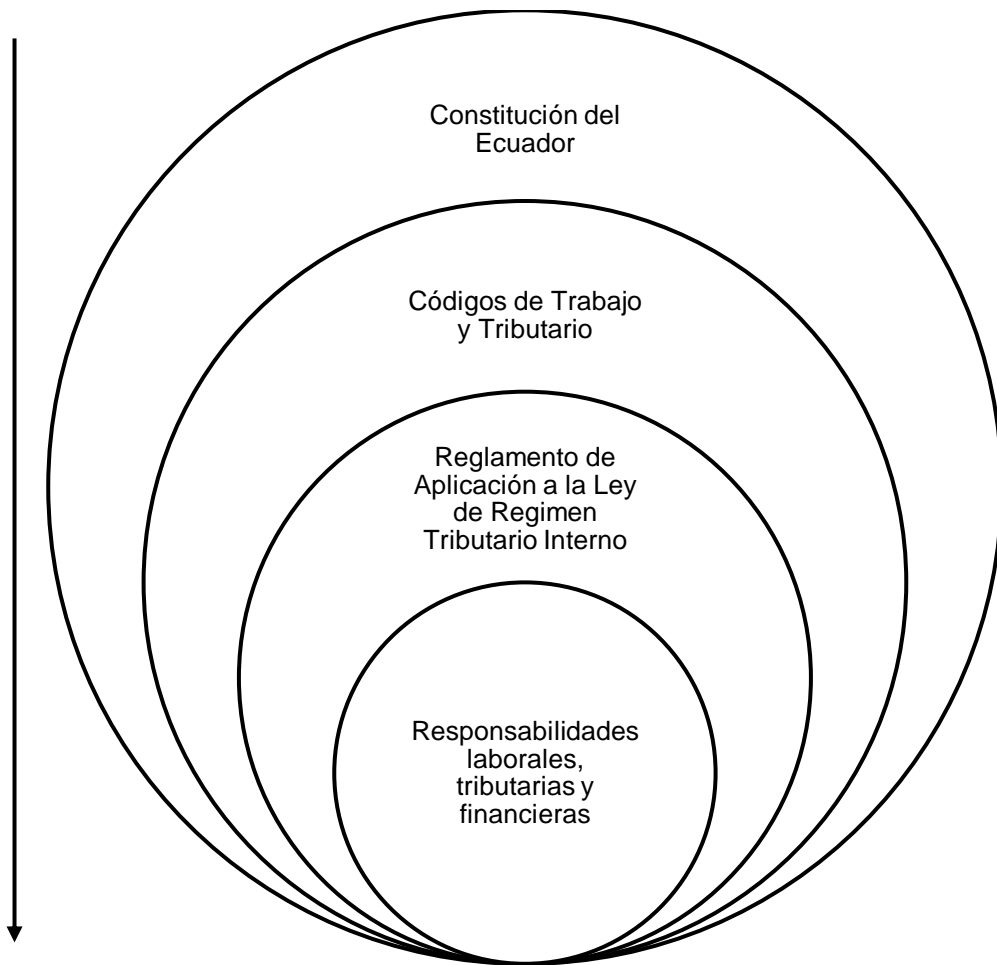 Constitución del
Ecuador
Códigos de Trabajo
y Tributario
Reglamento de
Aplicación a la Ley
de Regimen
Tributario Interno
Responsabilidades
laborales,
tributarias y
financieras